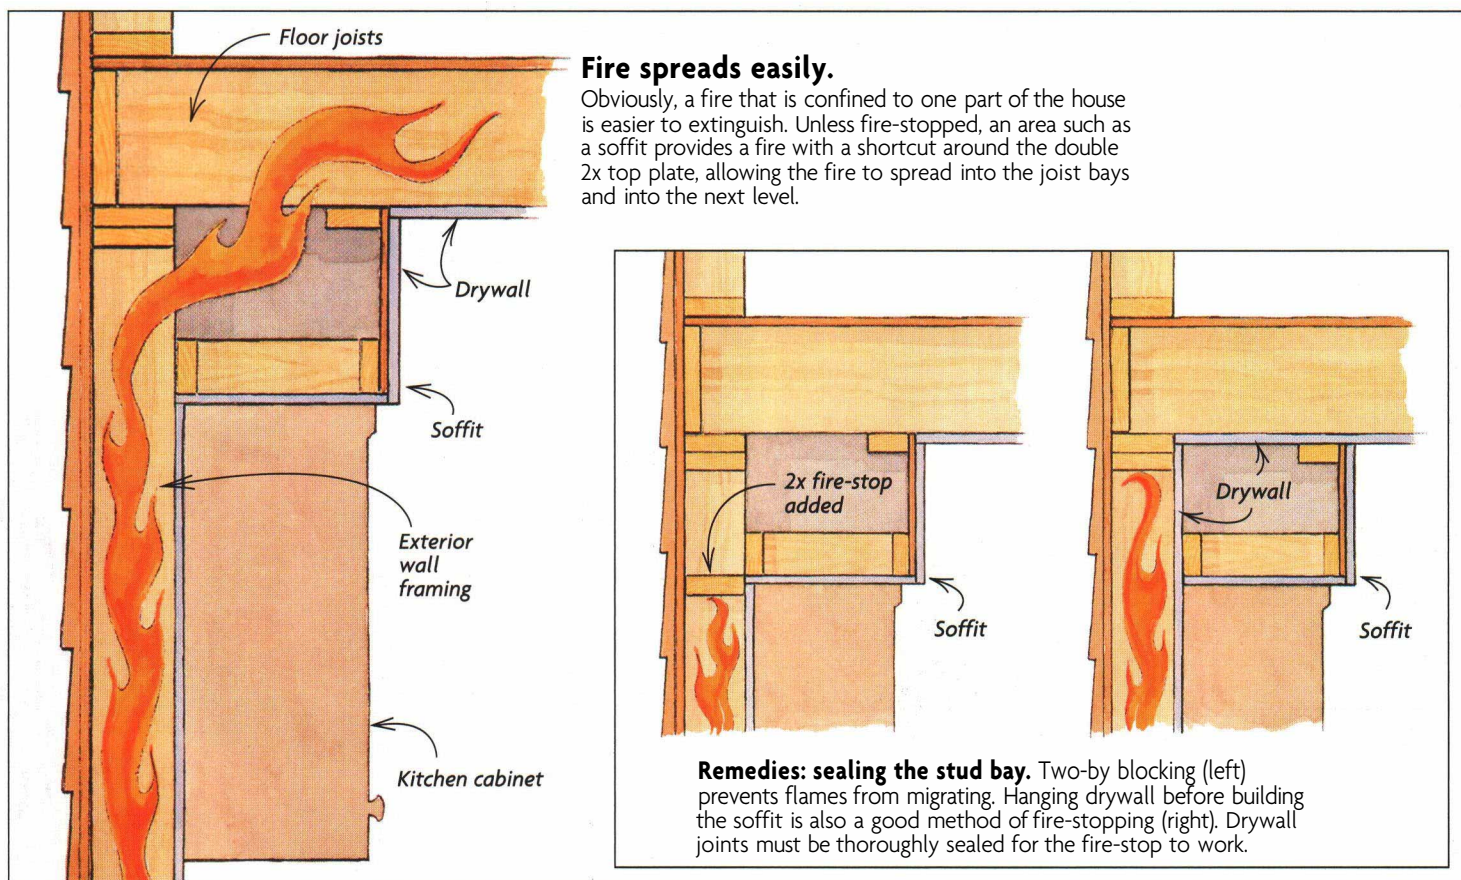 Floor joists
Fire spreads easily.
Obviously, a fire that is confined to one part of the house
is easier to extinguish. Unless fire-stopped, an area such as
a soffit provides a fire with a shortcut around the double
2x top plate, allowing the fire to spread into the joist bays
and into the next level.
Drywall
Soffit
Exterior
wall
framing
Kitchen cabinet
2x fire-stop
added
Soffit
Drywall
Soffit
Remedies: sealing the stud bay. Two-by blocking (left)
prevents flames from migrating. Hanging drywall before building
the soffit is also a good method of fire-stopping (right). Drywall
joints must be thoroughly sealed for the fire-stop to work.